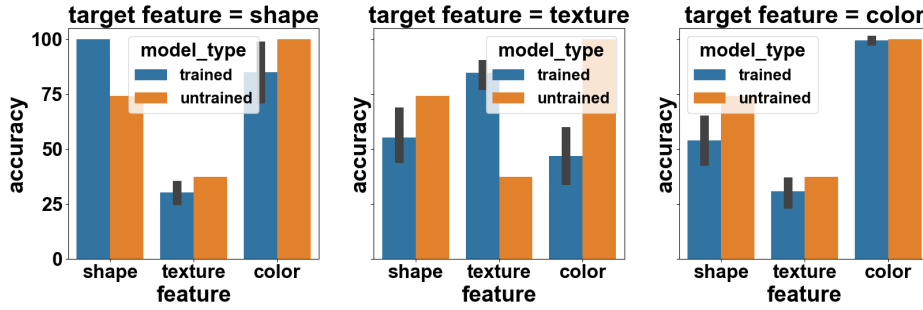 target feature = shape
target feature = texture
target feature = color
accuracy
100
75
50
25
0
model_type
trained
untrained
shape
texture
color
feature
accuracy
model_type
trained
untrained
shape
texture
color
feature
accuracy
model_type
trained
untrained
shape
texture
color
feature